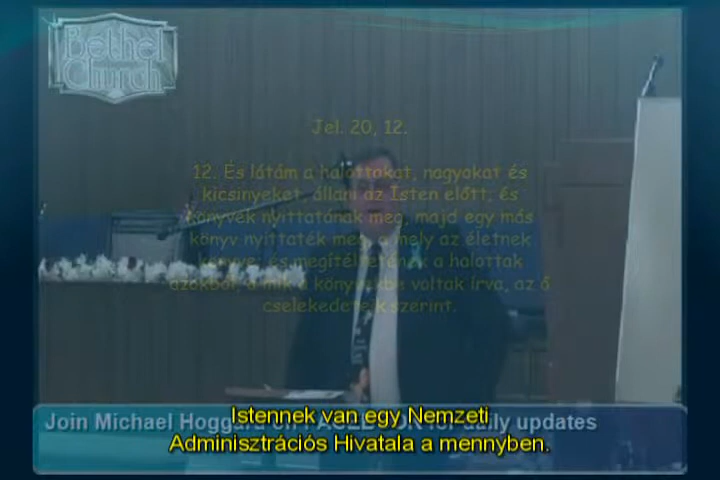 Bethel
Church
Jel. 20, 12.
12. És látám a halottakat, nagyokat és
kicsinyeket, állani az Isten előtt; és
könyvek nyittatának meg, majd egy más
könyv nyittaték meg, a mely az életnek
könyve; és megítéltetének a halottak
azokból, a mik a könyvekbe voltak írva, az ő
cselekedeteik szerint.
Join Michael Hoggard on FACEBOOK for daily updates
Istennek van egy Nemzeti
Adminisztrációs Hivatala a mennyben.